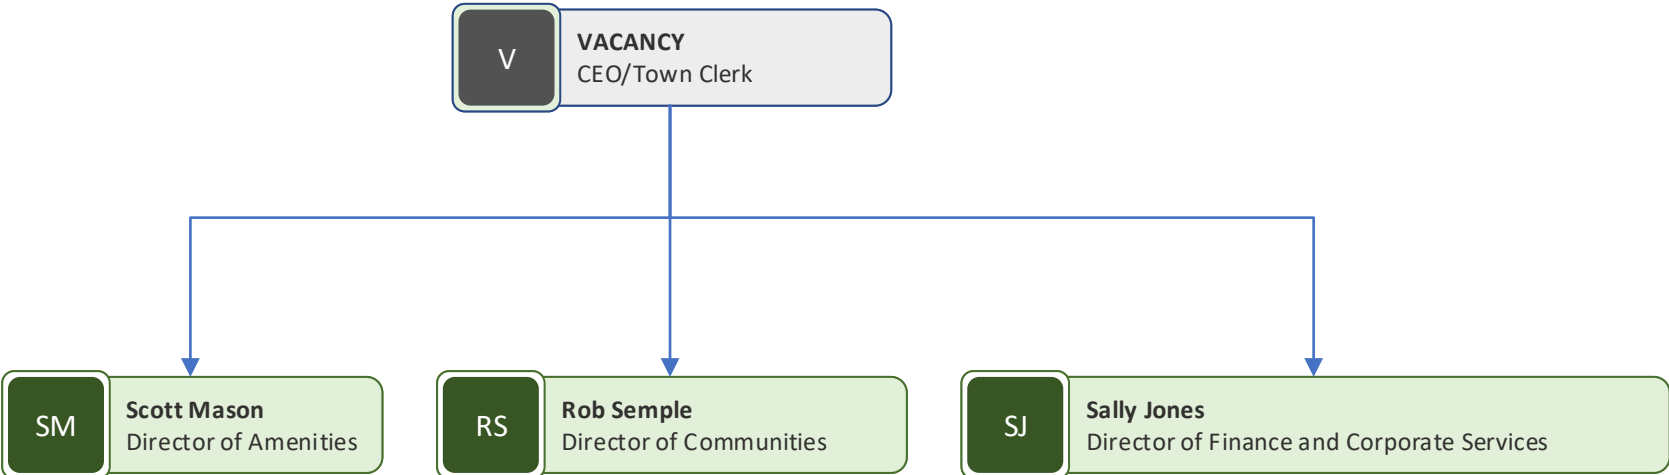 V
VACANCY
CEO/Town Clerk
SM
Scott Mason
Director of Amenities
RS
Rob Semple
Director of Communities
SJ
Sally Jones
Director of Finance and Corporate Services